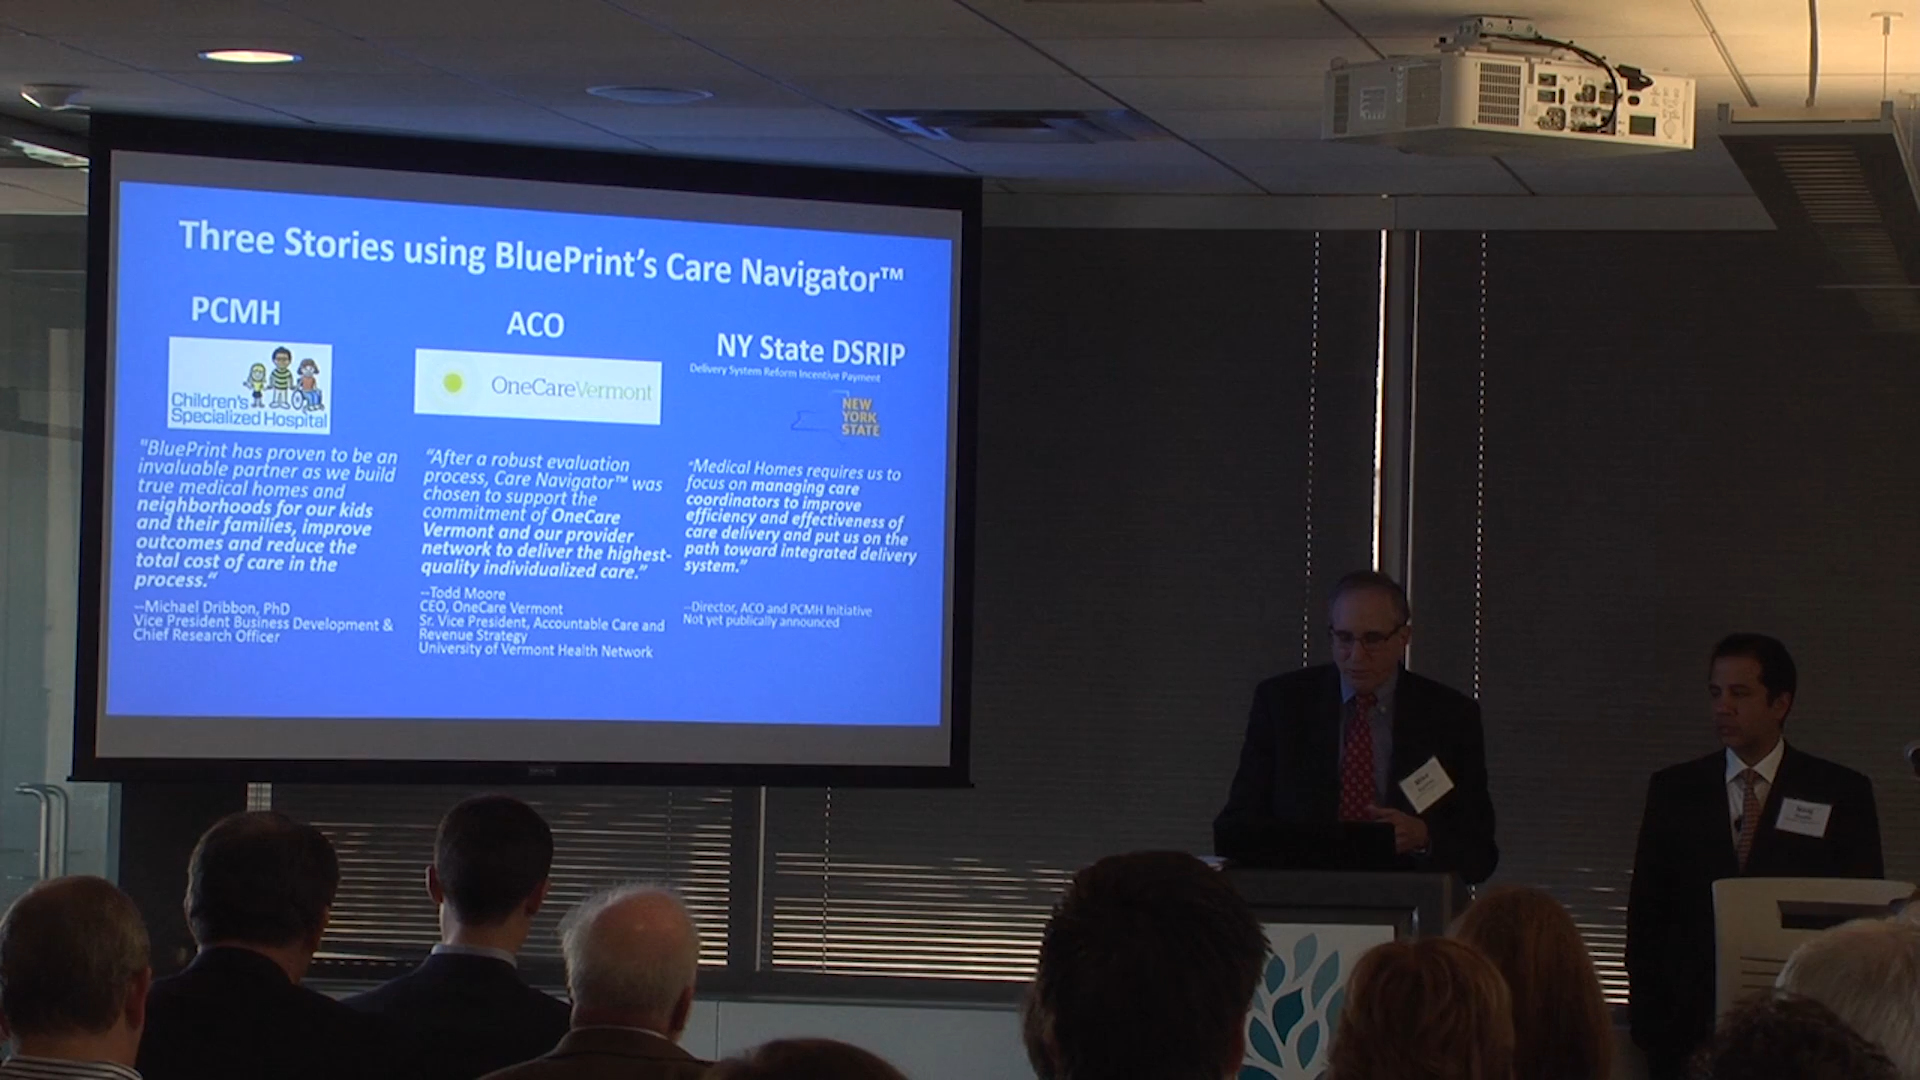 Three Stories using BluePrint's Care Navigator™
PCMH
Children's
Specialized Hospital
"BluePrint has proven to be an
invaluable partner as we build
true medical homes and
neighborhoods for our kids
and their families, improve
outcomes and reduce the
total cost of care in the
process."
--Michael Dribbon, PhD
Vice President Business Development &
Chief Research Officer
ACO
OneCareVermont
"After a robust evaluation
process, Care Navigator™ was
chosen to support the
commitment of OneCare
Vermont and our provider
network to deliver the highest-
quality individualized care."
--Todd Moore
CEO, OneCare Vermont
Sr. Vice President, Accountable Care and
Revenue Strategy
University of Vermont Health Network
NY State DSRIP
Delivery System Reform Incentive Payment
NEW
YORK
STATE
"Medical Homes requires us to
focus on managing care
coordinators to improve
efficiency and effectiveness of
care delivery and put us on the
path toward integrated delivery
system."
--Director, ACO and PCMH Initiative
Not yet publically announced
Mike